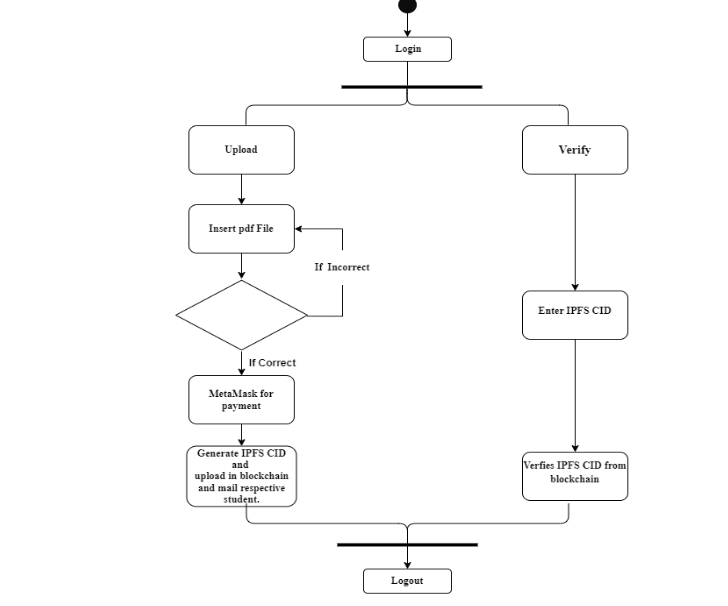 Login
Upload
Verify
Insert pdf File
If Incorrect
Enter IPFS CID
If Correct
MetaMask for
payment
Generate IPFS CID
and
upload in blockchain
and mail respective
student.
Verfies IPFS CID from
blockchain
Logout